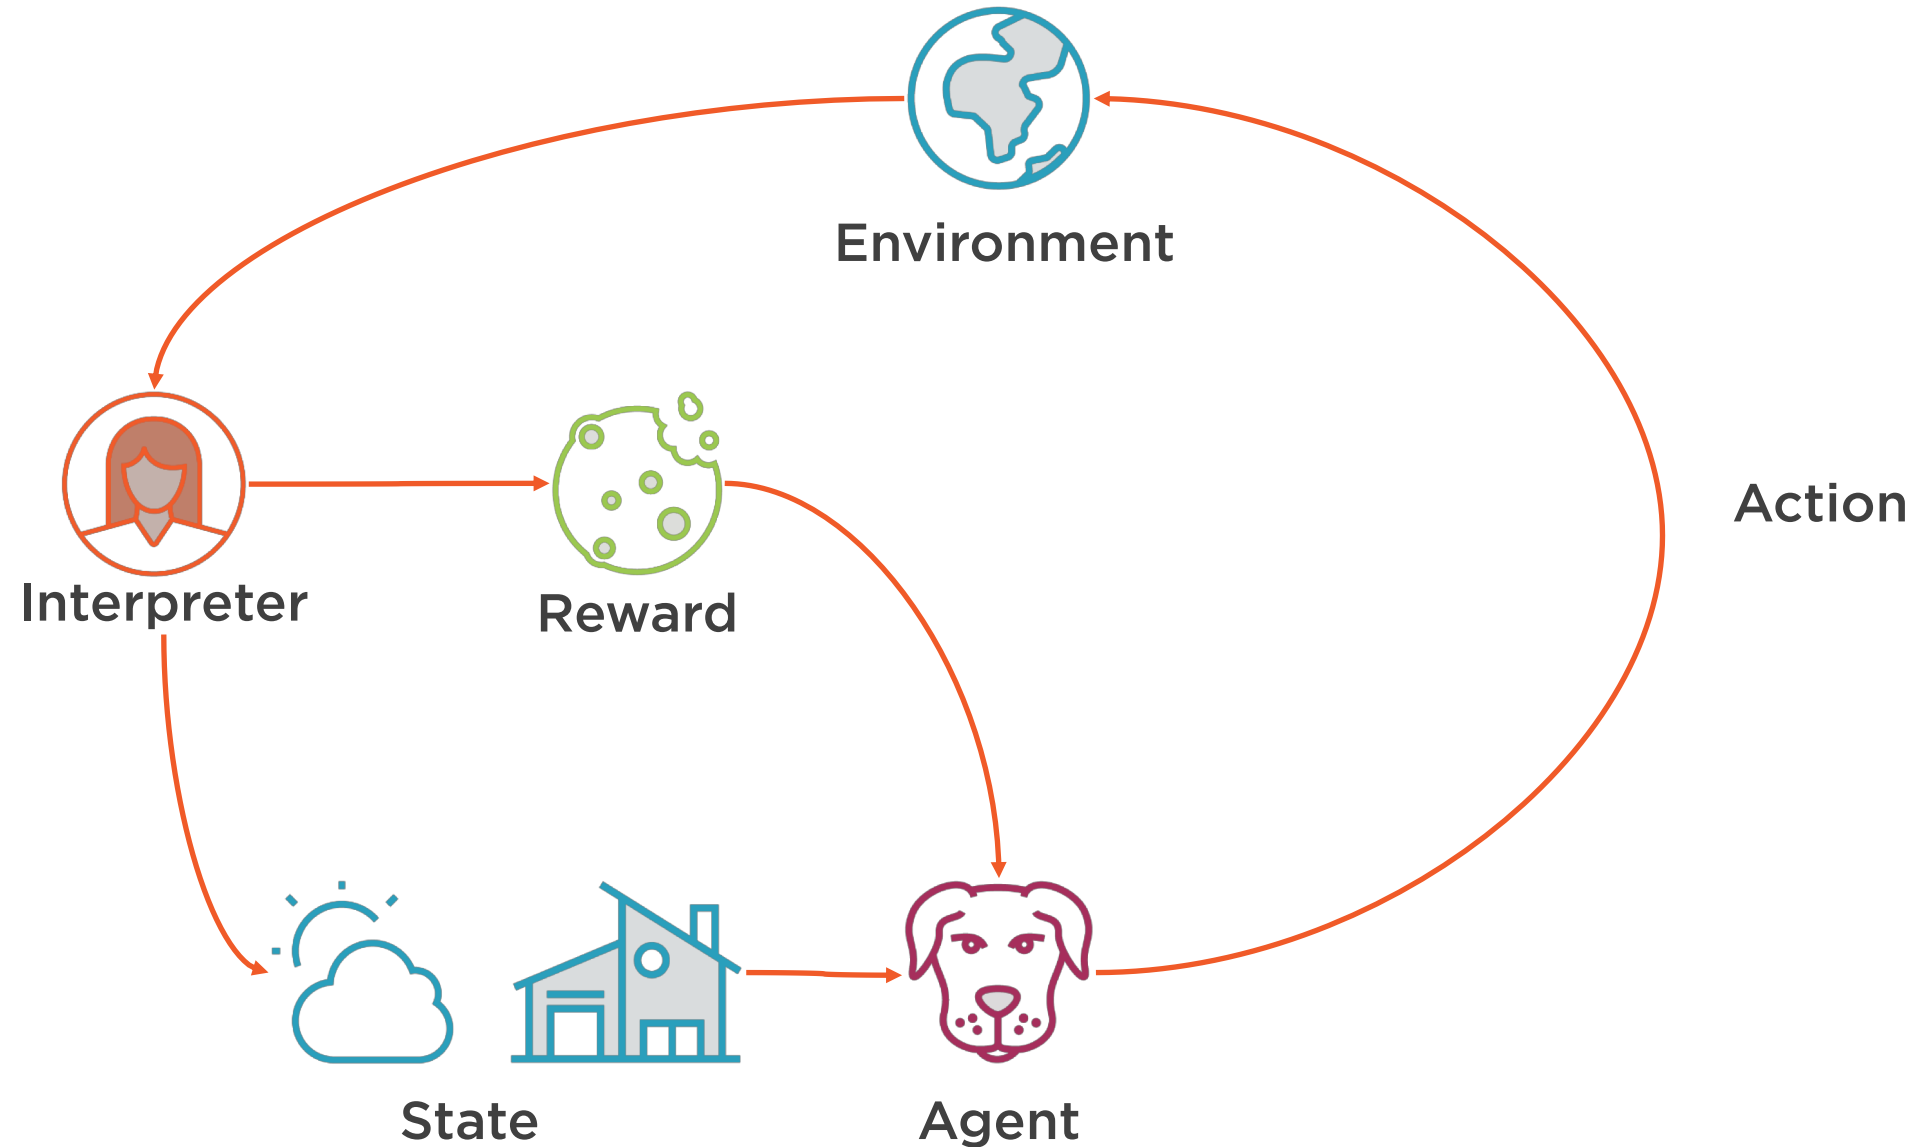 Environment
Action
Interpreter
Reward
State
Agent